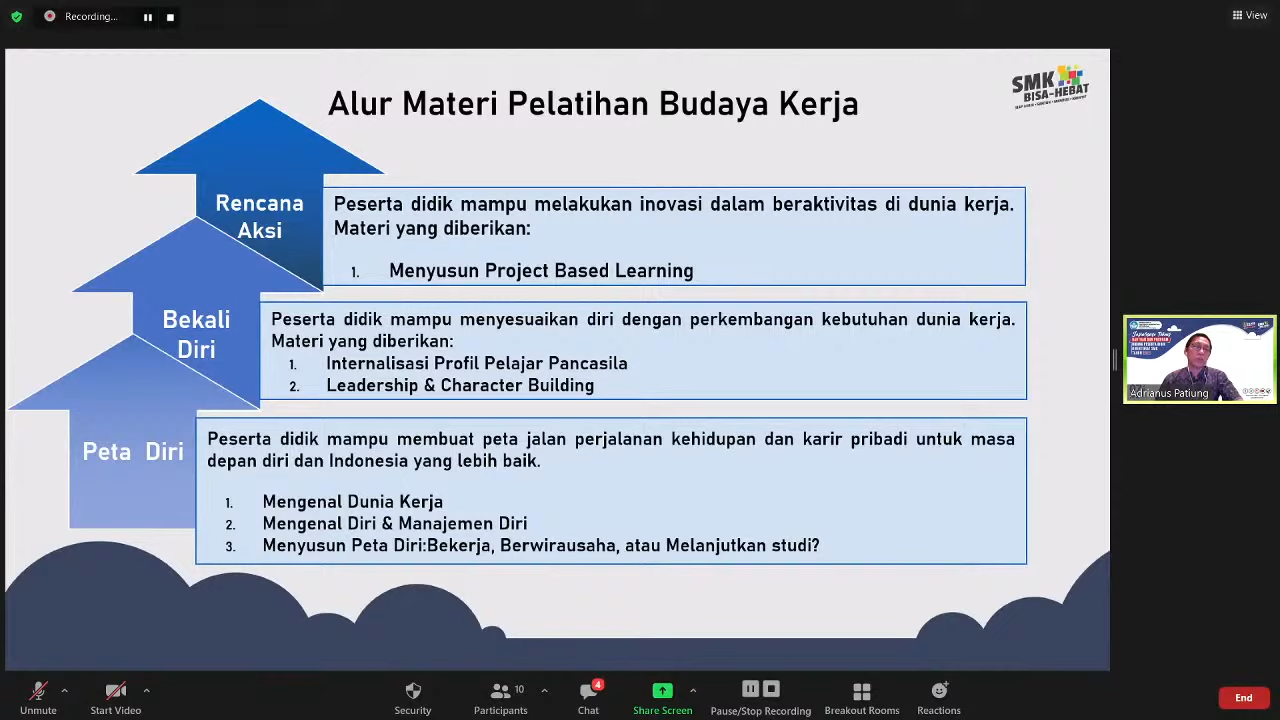 Recording...
View
Alur Materi Pelatihan Budaya Kerja
SMK
BISA-HEBAT
Rencana
Aksi
Peserta didik mampu melakukan inovasi dalam beraktivitas di dunia kerja.
Materi yang diberikan:
1. Menyusun Project Based Learning
Bekali
Diri
Peserta didik mampu menyesuaikan diri dengan perkembangan kebutuhan dunia kerja.
Materi yang diberikan:
1. Internalisasi Profil Pelajar Pancasila
2. Leadership & Character Building
Peta Diri
Peserta didik mampu membuat peta jalan perjalanan kehidupan dan karir pribadi untuk masa
depan diri dan Indonesia yang lebih baik.
1. Mengenal Dunia Kerja
2. Mengenal Diri & Manajemen Diri
3. Menyusun Peta Diri:Bekerja, Berwirausaha, atau Melanjutkan studi?
Adrianus Patiung
Unmute
Start Video
Security
10
Participants
4
Chat
Share Screen
Pause/Stop Recording
Breakout Rooms
Reactions
End